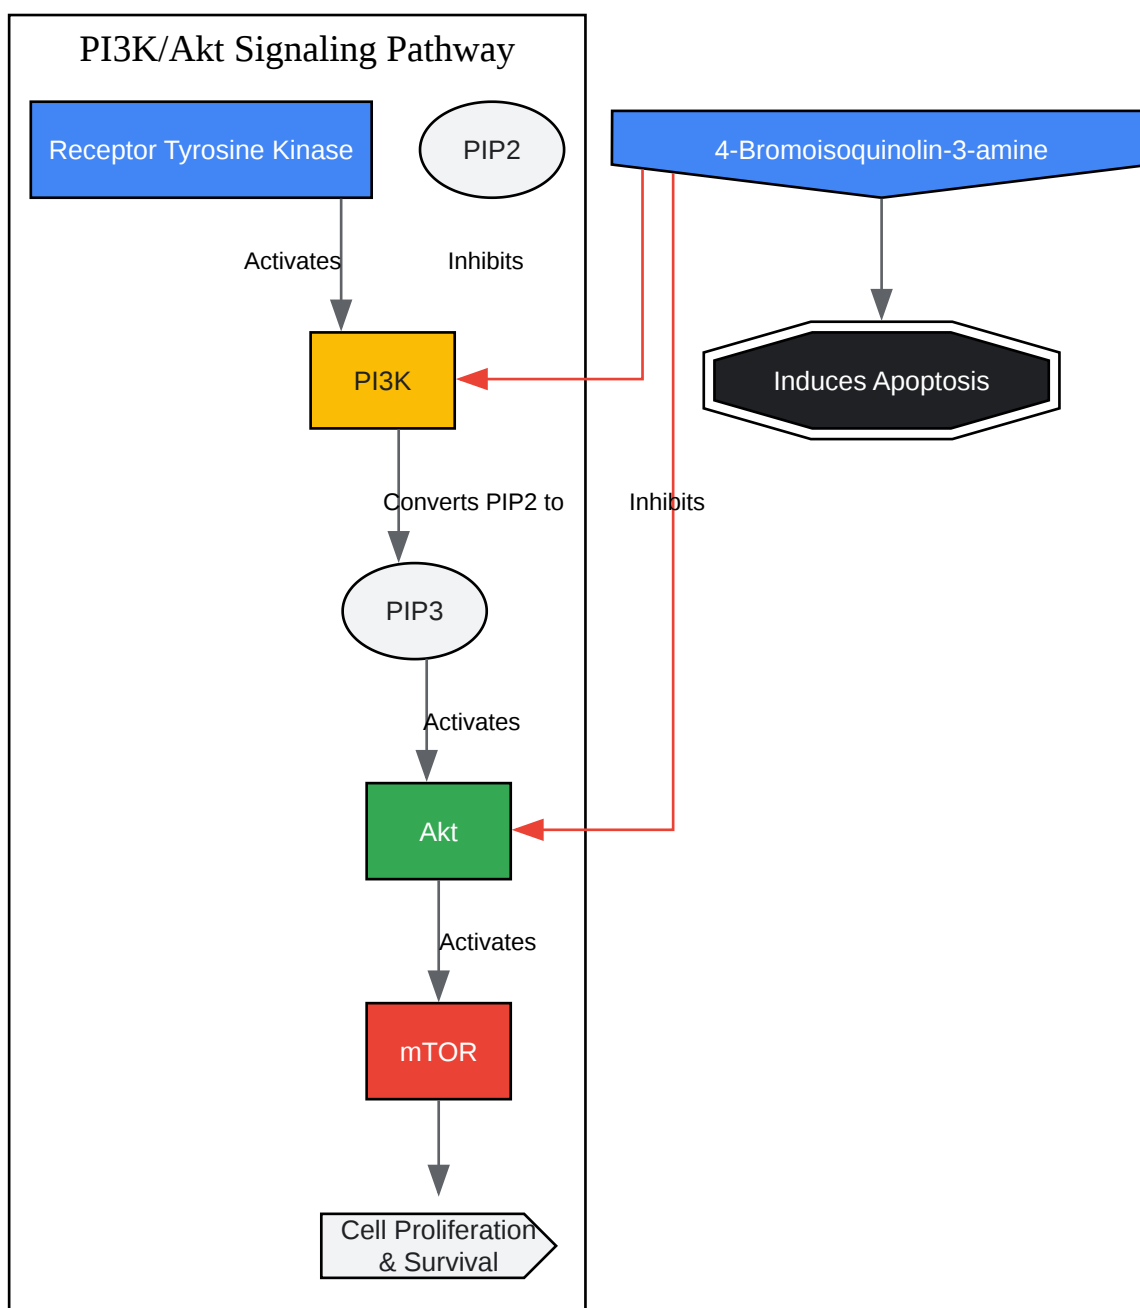 PI3K/Akt Signaling Pathway
Receptor Tyrosine Kinase
PIP2
4-Bromoisoquinolin-3-amine
Activates
Inhibits
PI3K
Induces Apoptosis
Converts PIP2 to
Inhibits
PIP3
Activates
Akt
Activates
mTOR
Cell Proliferation
& Survival